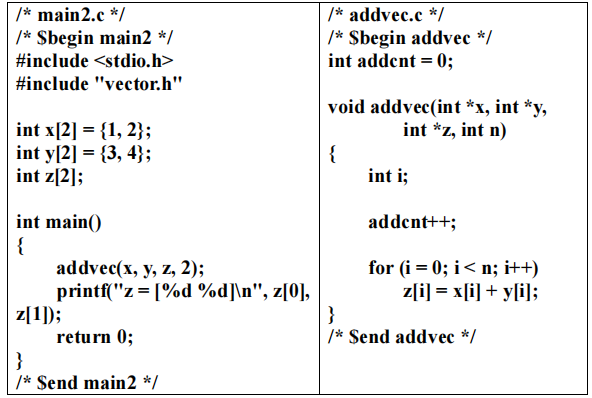 /* main2.c */
/* $begin main2 */
#include <stdio.h>
#include "vector.h"
int x[2] = {1, 2};
int y[2] = {3, 4};
int z[2];
int main()
{
addvec(x, y, z, 2);
printf("z = [%d %d]\n", z[0],
z[1]);
return 0;
}
/* $end main2 */
/* addvec.c */
/* $begin addvec */
int addcnt = 0;
void addvec(int *x, int *y,
int *z, int n)
{
int i;
addcnt++;
for (i = 0; i < n; i++)
z[i] = x[i] + y[i];
}
/* $end addvec */